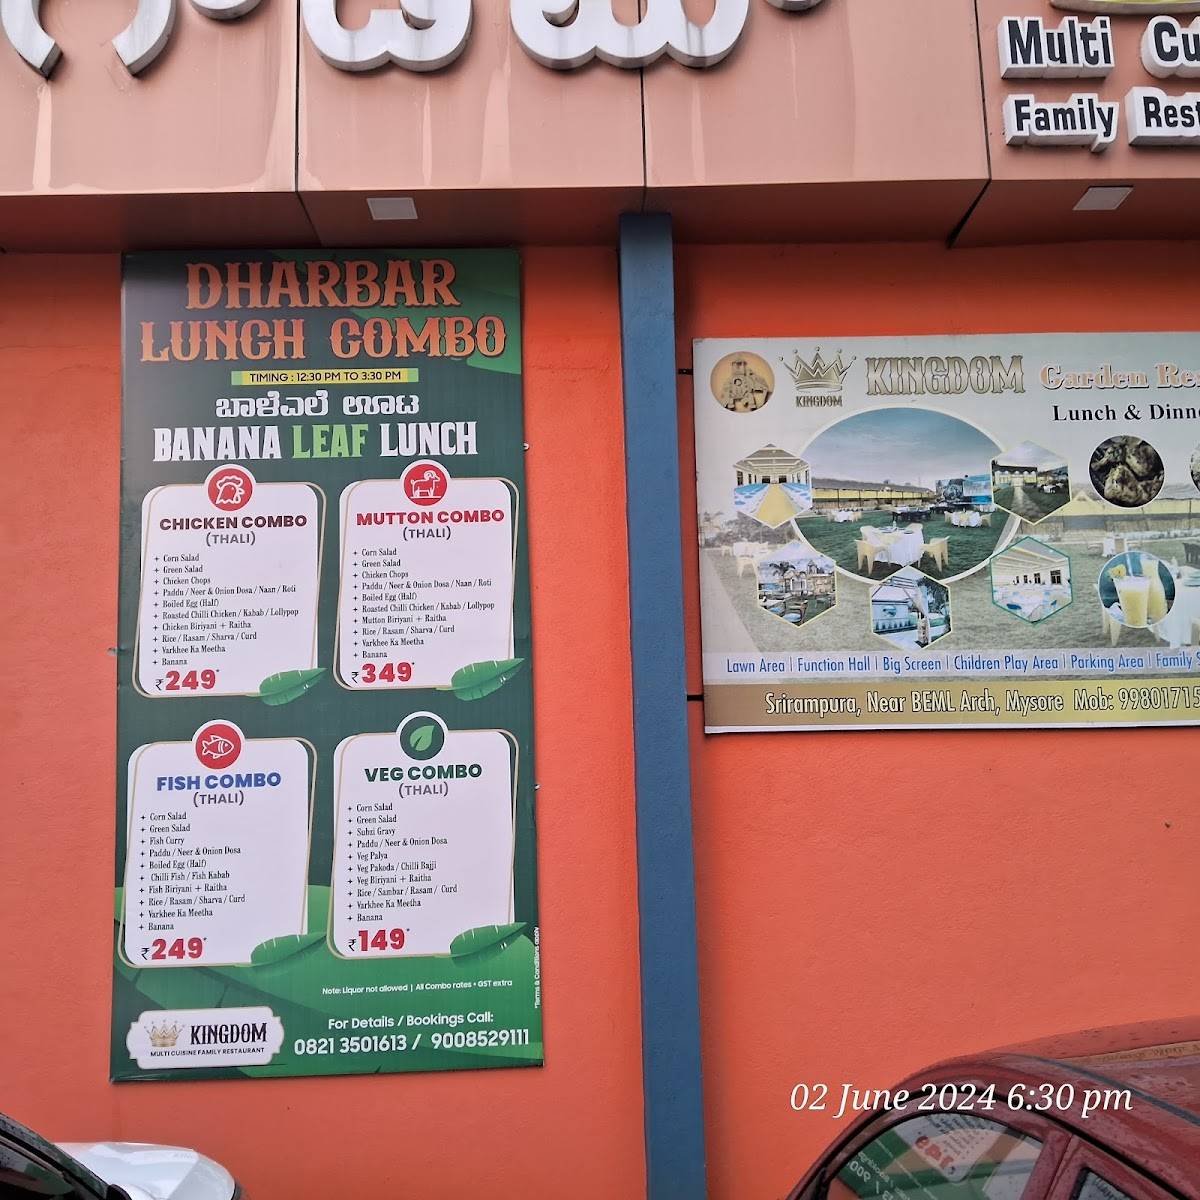 Multi
Family
DHARBAR
LUNCH COMBO
TIMING : 12:30 PM TO 3:30 PM
ಬಾಳೆಎಲೆ ಊಟ
BANANA LEAF LUNCH
CHICKEN COMBO
(THALI)
+ Corn Salad
+ Green Salad
+ Chicken Chops
+ Paddu / Neer & Onion Dosa / Naan / Roti
+ Boiled Egg (Half)
+ Roasted Chilli Chicken / Kabab / Lollypop
+ Chicken Biriyani + Raitha
+ Rice / Rasam / Sharva / Curd
+ Varkhee Ka Meetha
+ Banana
₹249*
MUTTON COMBO
(THALI)
+ Corn Salad
+ Green Salad
+ Chicken Chops
+ Paddu / Neer & Onion Dosa / Naan / Roti
+ Boiled Egg (Half)
+ Roasted Chilli Chicken / Kabab / Lollypop
+ Mutton Biriyani + Raitha
+ Rice / Rasam / Sharva / Curd
+ Varkhee Ka Meetha
+ Banana
₹349*
FISH COMBO
(THALI)
+ Corn Salad
+ Green Salad
+ Fish Curry
+ Paddu / Neer & Onion Dosa
+ Boiled Egg (Half)
+ Chilli Fish / Fish Kabab
+ Fish Biriyani + Raitha
+ Rice / Rasam / Sharva / Curd
+ Varkhee Ka Meetha
+ Banana
₹249*
VEG COMBO
(THALI)
+ Corn Salad
+ Green Salad
+ Subzi Gravy
+ Paddu / Neer & Onion Dosa
+ Veg Palya
+ Veg Pakoda / Chilli Bajji
+ Veg Biriyani + Raitha
+ Rice / Sambar / Rasam / Curd
+ Varkhee Ka Meetha
+ Banana
₹149*
*Terms & Conditions apply
Note: Liquor not allowed | All Combo rates + GST extra
KINGDOM
MULTI CUISINE FAMILY RESTAURANT
For Details / Bookings Call:
0821 3501613 / 9008529111
KINGDOM
KINGDOM Garden
Lunch & Dinn
Lawn Area | Function Hall | Big Screen | Children Play Area | Parking Area | Family
Srirampura, Near BEML Arch, Mysore Mob: 99801715
02 June 2024 6:30 pm